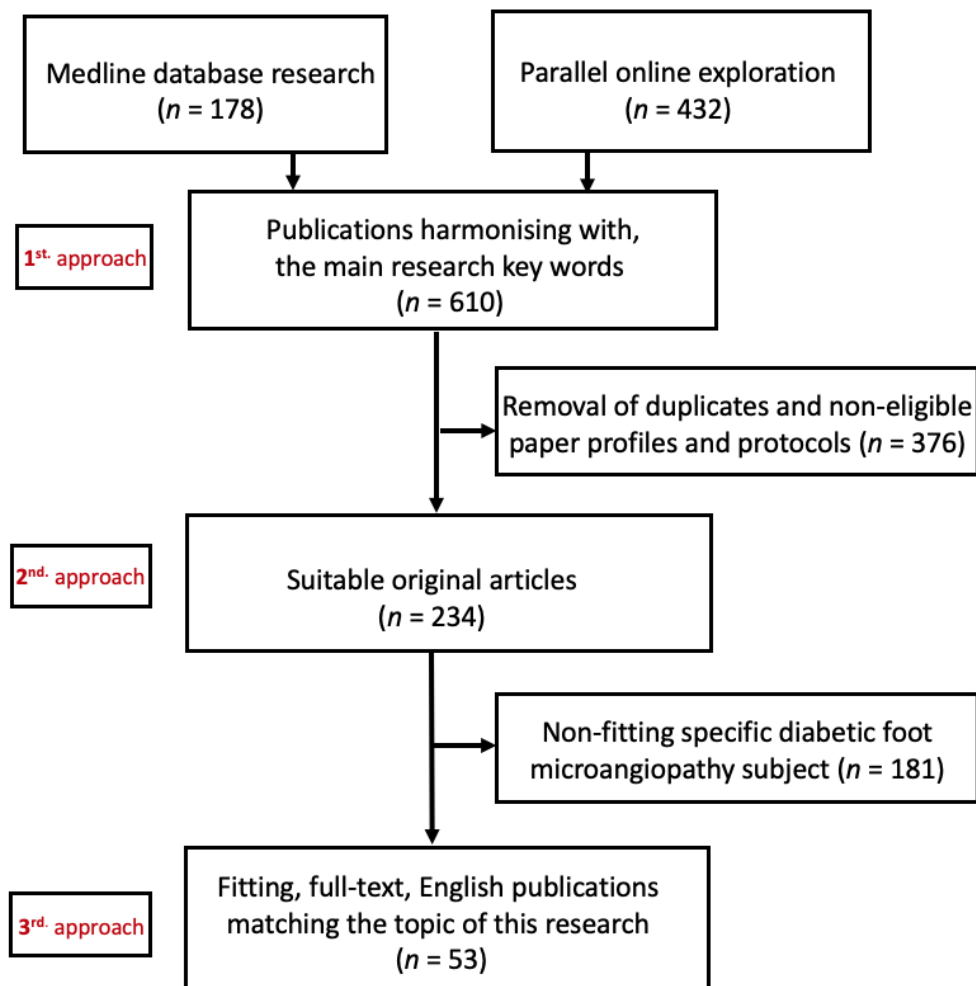 Medline database research
(n = 178)
Parallel online exploration
(n = 432)
1st. approach
Publications harmonising with,
the main research key words
(n = 610)
Removal of duplicates and non-eligible
paper profiles and protocols (n = 376)
2nd. approach
Suitable original articles
(n = 234)
Non-fitting specific diabetic foot
microangiopathy subject (n = 181)
3rd. approach
Fitting, full-text, English publications
matching the topic of this research
(n = 53)